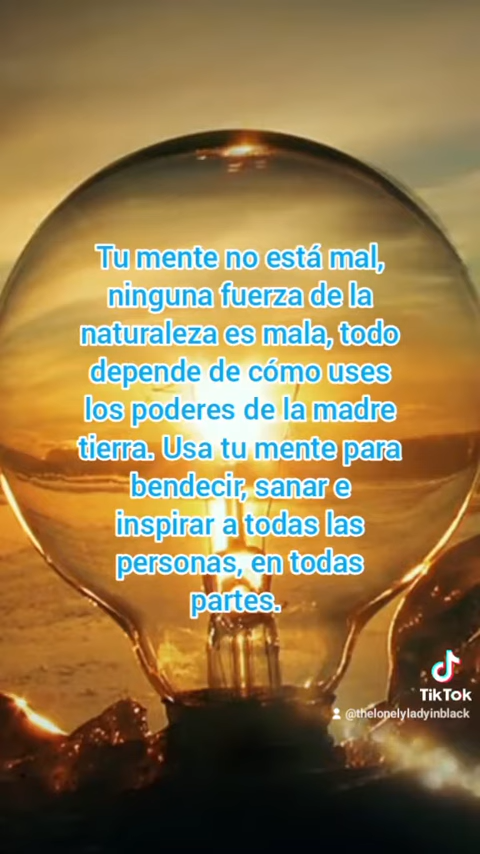 Tu mente no está mal,
ninguna fuerza de la
naturaleza es mala, todo
depende de cómo uses
los poderes de la madre
tierra. Usa tu mente para
bendecir, sanar e
inspirar a todas las
personas, en todas
partes.
TikTok
@thelonelyladyinblack